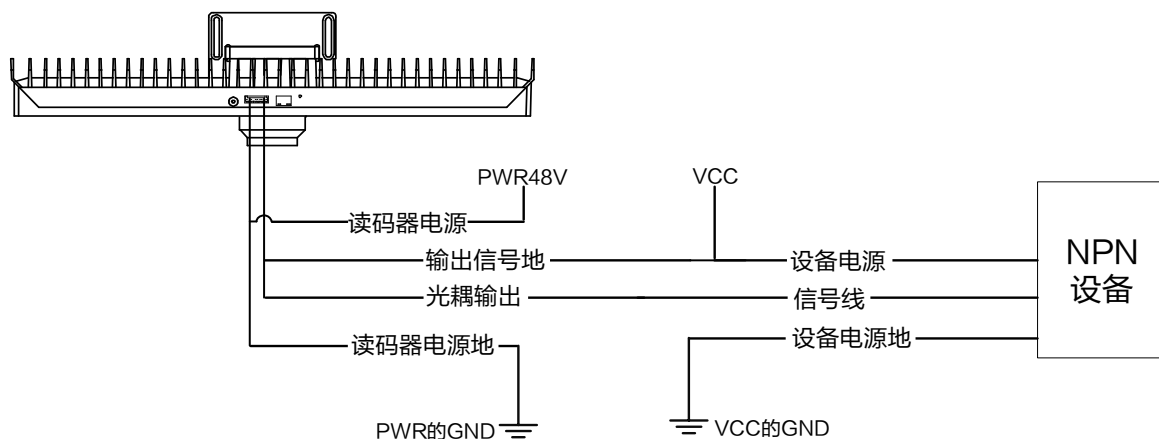 PWR48V
VCC
读码器电源
输出信号地
设备电源
光耦输出
信号线
读码器电源地
设备电源地
NPN
设备
PWR的GND
VCC的GND